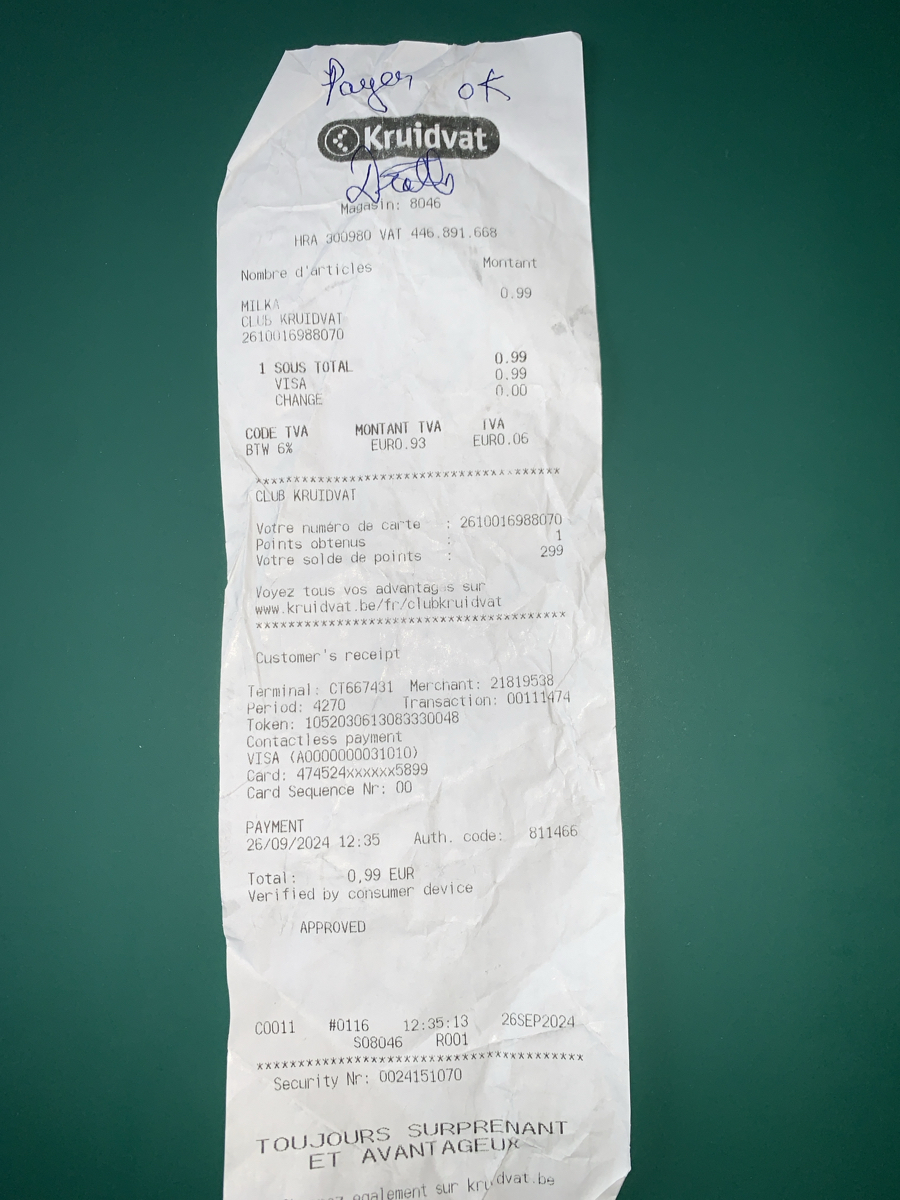 Payer OK
Kruidvat
Magasin: 8046
HRA 300980 VAT 446.891.668
Nombre d'articles Montant
MILKA 0.99
CLUB KRUIDVAT
2610016988070
1 SOUS TOTAL 0.99
VISA 0.99
CHANGE 0.00
CODE TVA MONTANT TVA TVA
BTW 6% EUR0.93 EUR0.06
**************************************
CLUB KRUIDVAT
Votre numéro de carte : 2610016988070
Points obtenus : 1
Votre solde de points : 299
Voyez tous vos advantages sur
www.kruidvat.be/fr/clubkruidvat
**************************************
Customer's receipt
Terminal: CT667431 Merchant: 21819538
Period: 4270 Transaction: 00111474
Token: 1052030613083330048
Contactless payment
VISA (A0000000031010)
Card: 474524xxxxxx5899
Card Sequence Nr: 00
PAYMENT
26/09/2024 12:35 Auth. code: 811466
Total: 0,99 EUR
Verified by consumer device
APPROVED
C0011 #0116 12:35:13 26SEP2024
S08046 R001
****************************************
Security Nr: 0024151070
TOUJOURS SURPRENANT
ET AVANTAGEUX
également sur kruidvat.be